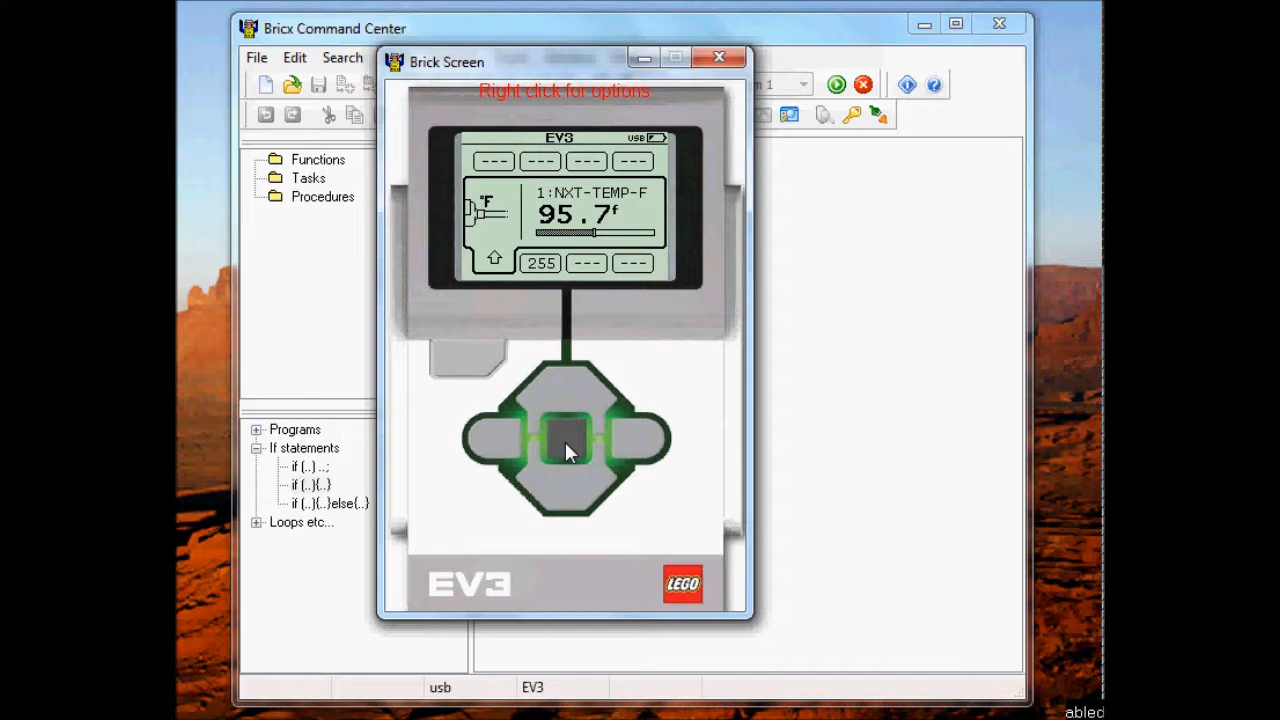 Bricx Command Center
File Edit Search
Brick Screen
Right click for options
m 1
EV3 USB
--- --- --- ---
°F
1:NXT-TEMP-F
95.7f
255 --- ---
Functions
Tasks
Procedures
Programs
If statements
if (..) ..;
if (..){..}
if (..){..}else{..}
Loops etc...
EV3
LEGO
usb EV3
abled